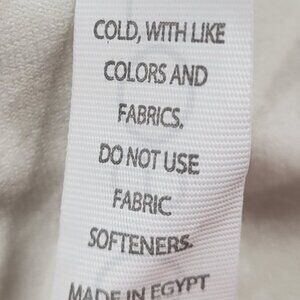 COLD, WITH LIKE
COLORS AND
FABRICS.
DO NOT USE
FABRIC
SOFTENERS.
MADE IN EGYPT